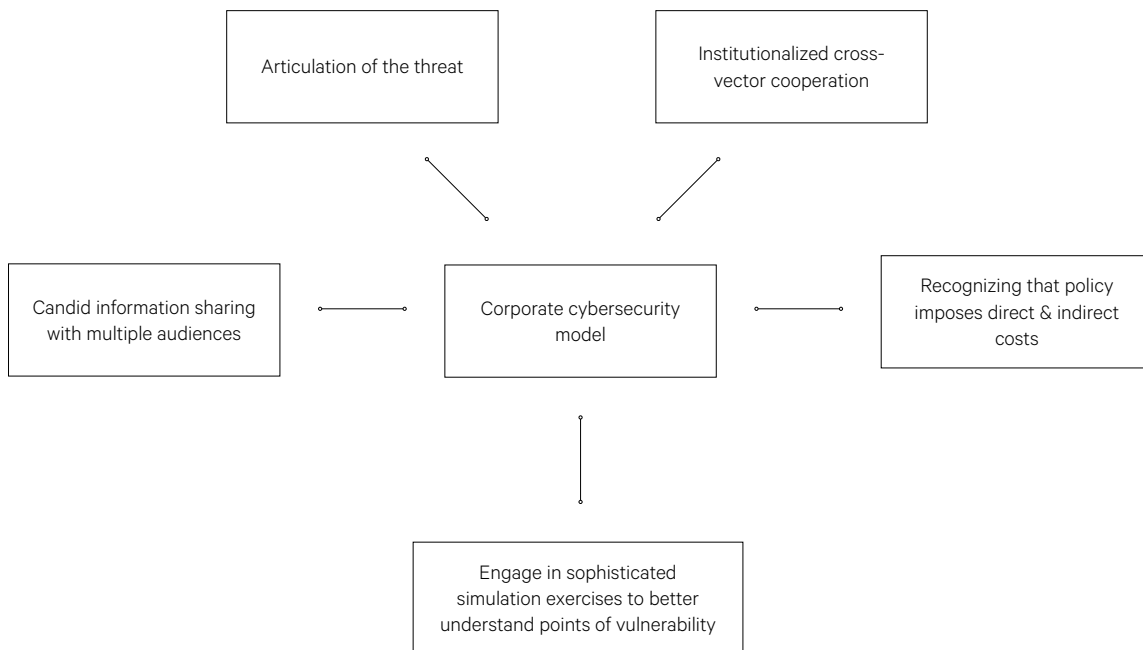 Articulation of the threat
Institutionalized cross-
vector cooperation
Candid information sharing
with multiple audiences
Corporate cybersecurity
model
Recognizing that policy
imposes direct & indirect
costs
Engage in sophisticated
simulation exercises to better
understand points of vulnerability